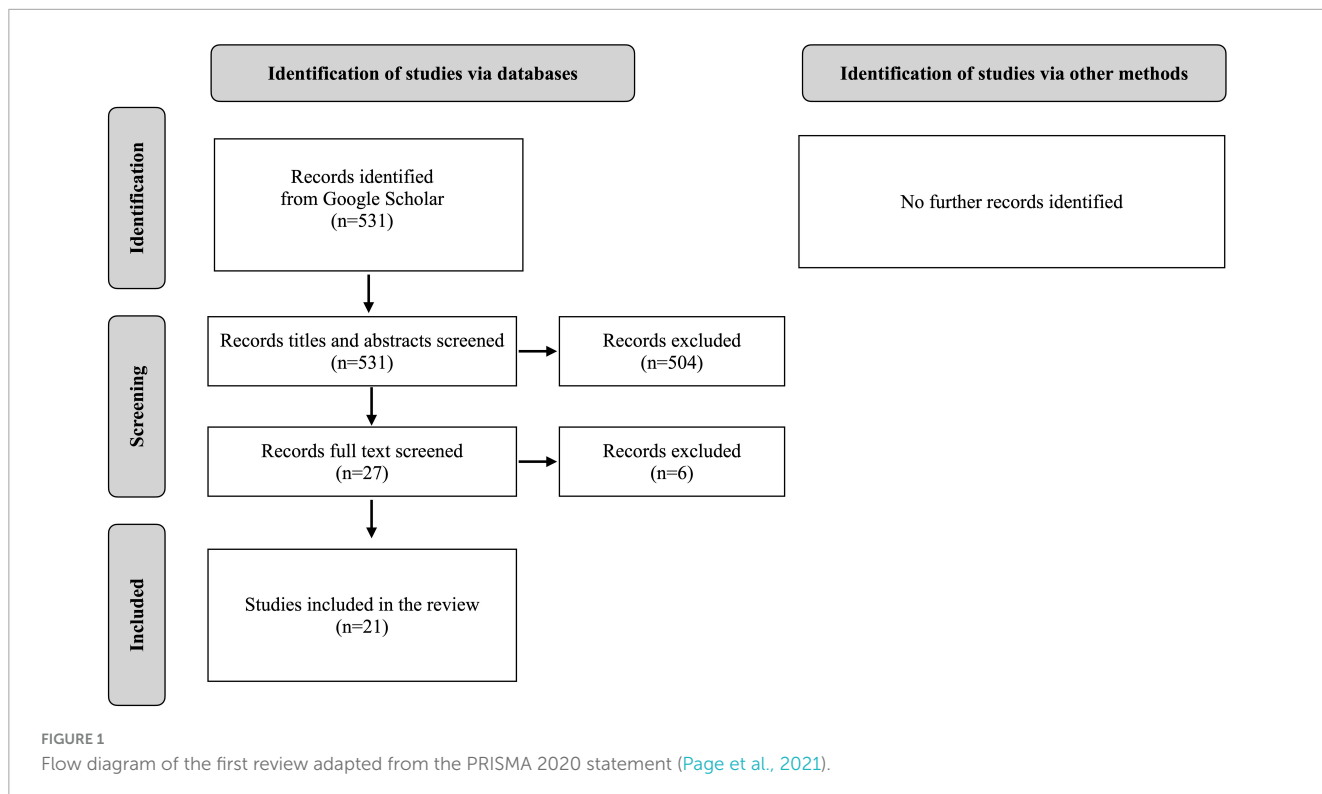 Identification of studies via databases
Identification of studies via other methods
Identification
Records identified
from Google Scholar
(n=531)
No further records identified
Screening
Records titles and abstracts screened
(n=531)
Records excluded
(n=504)
Records full text screened
(n=27)
Records excluded
(n=6)
Included
Studies included in the review
(n=21)
FIGURE 1
Flow diagram of the first review adapted from the PRISMA 2020 statement (Page et al., 2021).